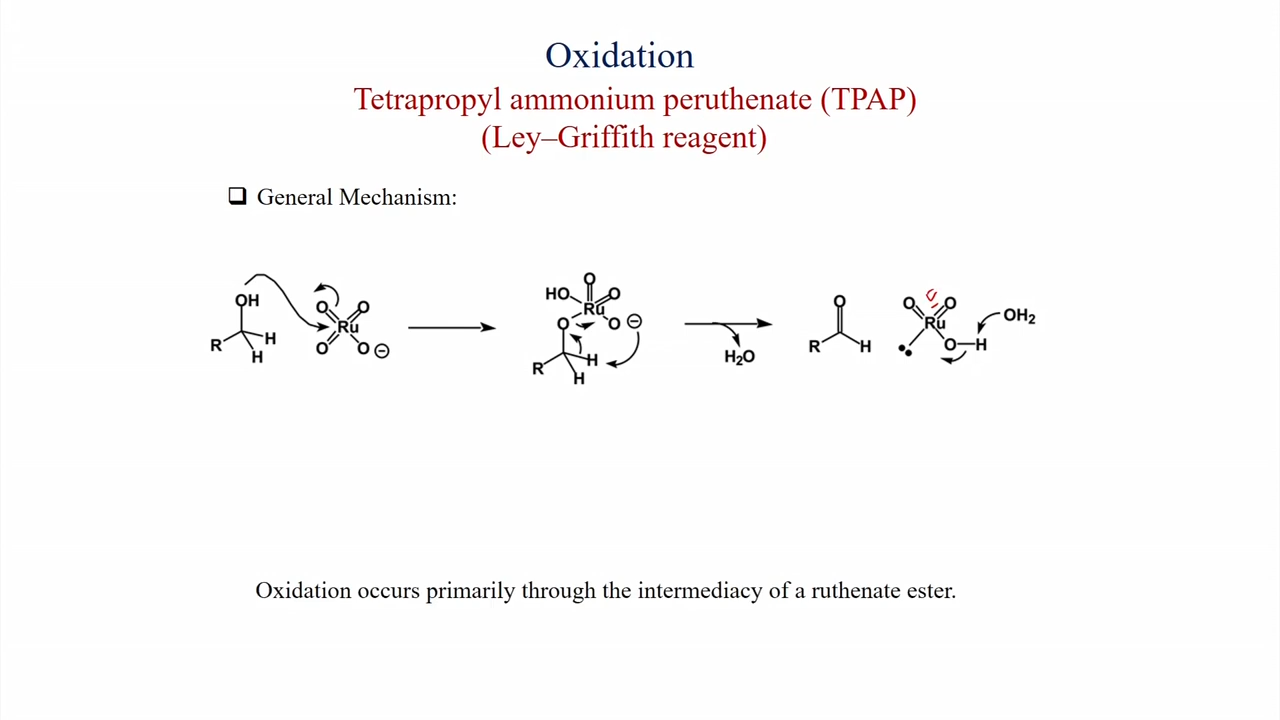 Oxidation
Tetrapropyl ammonium peruthenate (TPAP)
(Ley–Griffith reagent)
❑ General Mechanism:
OH R H H O O Ru O O ⊖
HO O O Ru O O ⊖ R H H
H₂O
O R H O O Ru O H OH₂
Oxidation occurs primarily through the intermediacy of a ruthenate ester.